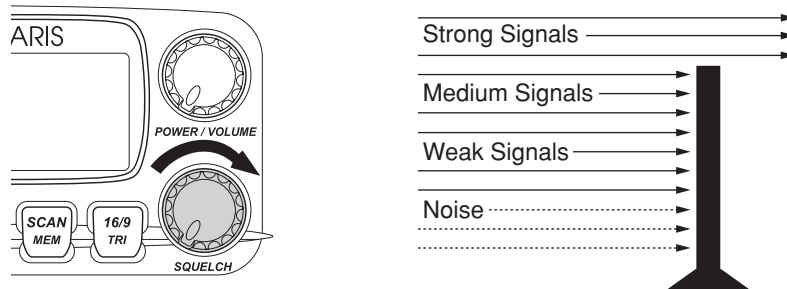 ARIS
POWER / VOLUME
SCAN
MEM
16/9
TRI
SQUELCH
Strong Signals
Medium Signals
Weak Signals
Noise